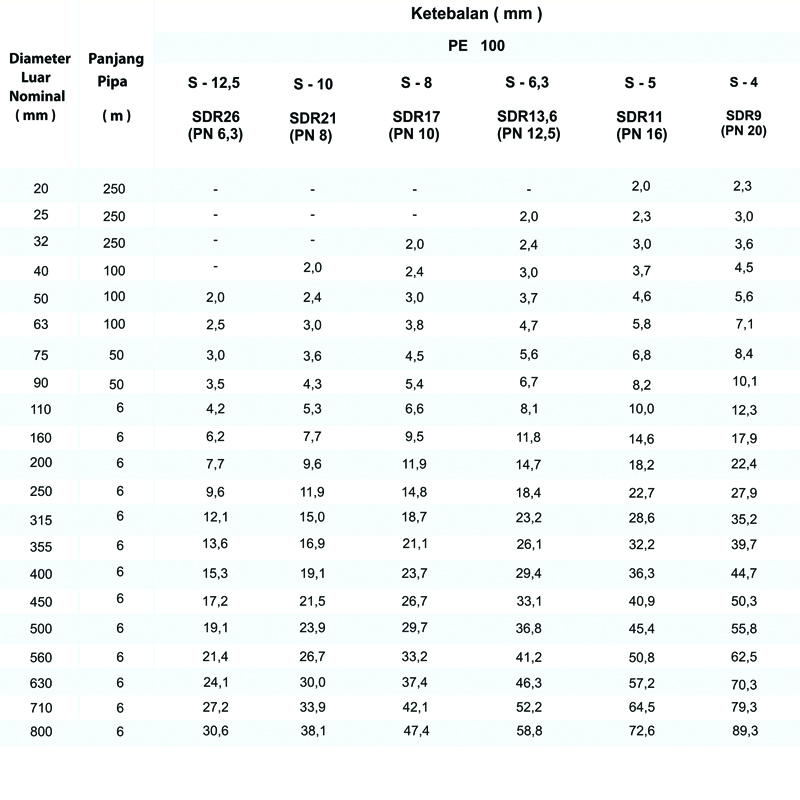 Ketebalan ( mm )
PE 100
Diameter Luar Nominal ( mm ) Panjang Pipa ( m ) S - 12,5 S - 10 S - 8 S - 6,3 S - 5 S - 4
SDR26 SDR21 SDR17 SDR13,6 SDR11 SDR9
(PN 6,3) (PN 8) (PN 10) (PN 12,5) (PN 16) (PN 20)
20 250 - - - - 2,0 2,3
25 250 - - - 2,0 2,3 3,0
32 250 - - 2,0 2,4 3,0 3,6
40 100 - 2,0 2,4 3,0 3,7 4,5
50 100 2,0 2,4 3,0 3,7 4,6 5,6
63 100 2,5 3,0 3,8 4,7 5,8 7,1
75 50 3,0 3,6 4,5 5,6 6,8 8,4
90 50 3,5 4,3 5,4 6,7 8,2 10,1
110 6 4,2 5,3 6,6 8,1 10,0 12,3
160 6 6,2 7,7 9,5 11,8 14,6 17,9
200 6 7,7 9,6 11,9 14,7 18,2 22,4
250 6 9,6 11,9 14,8 18,4 22,7 27,9
315 6 12,1 15,0 18,7 23,2 28,6 35,2
355 6 13,6 16,9 21,1 26,1 32,2 39,7
400 6 15,3 19,1 23,7 29,4 36,3 44,7
450 6 17,2 21,5 26,7 33,1 40,9 50,3
500 6 19,1 23,9 29,7 36,8 45,4 55,8
560 6 21,4 26,7 33,2 41,2 50,8 62,5
630 6 24,1 30,0 37,4 46,3 57,2 70,3
710 6 27,2 33,9 42,1 52,2 64,5 79,3
800 6 30,6 38,1 47,4 58,8 72,6 89,3